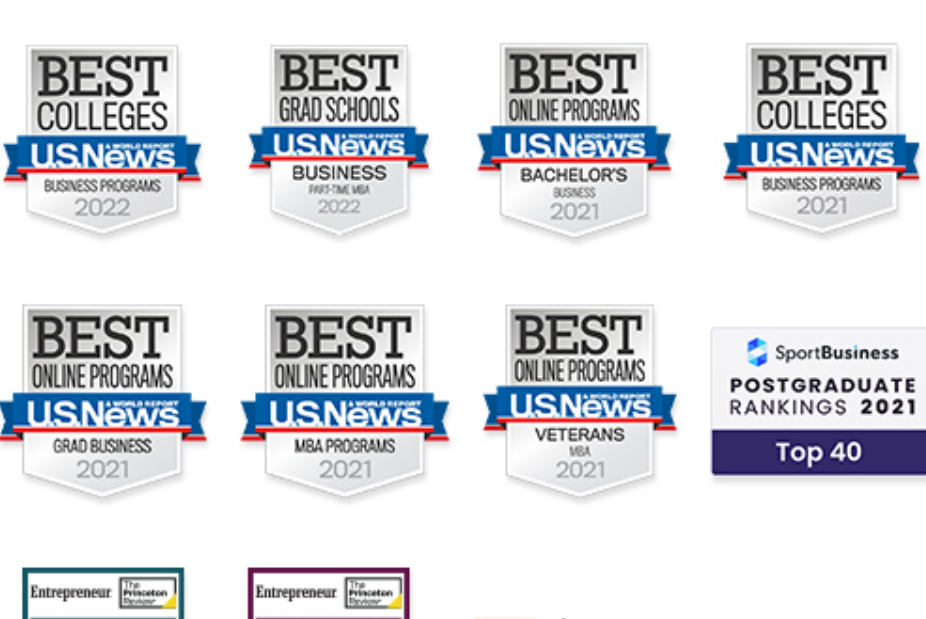 BEST
COLLEGES
& WORLD REPORT
U.S.News
BUSINESS PROGRAMS
2022
BEST
GRAD SCHOOLS
& WORLD REPORT
U.S.News
BUSINESS
PART-TIME MBA
2022
BEST
ONLINE PROGRAMS
& WORLD REPORT
U.S.News
BACHELOR'S
BUSINESS
2021
BEST
COLLEGES
& WORLD REPORT
U.S.News
BUSINESS PROGRAMS
2021
BEST
ONLINE PROGRAMS
& WORLD REPORT
U.S.News
GRAD BUSINESS
2021
BEST
ONLINE PROGRAMS
& WORLD REPORT
U.S.News
MBA PROGRAMS
2021
BEST
ONLINE PROGRAMS
& WORLD REPORT
U.S.News
VETERANS
MBA
2021
SportBusiness
POSTGRADUATE
RANKINGS 2021
Top 40
Entrepreneur
The
Princeton
Review
Entrepreneur
The
Princeton
Review